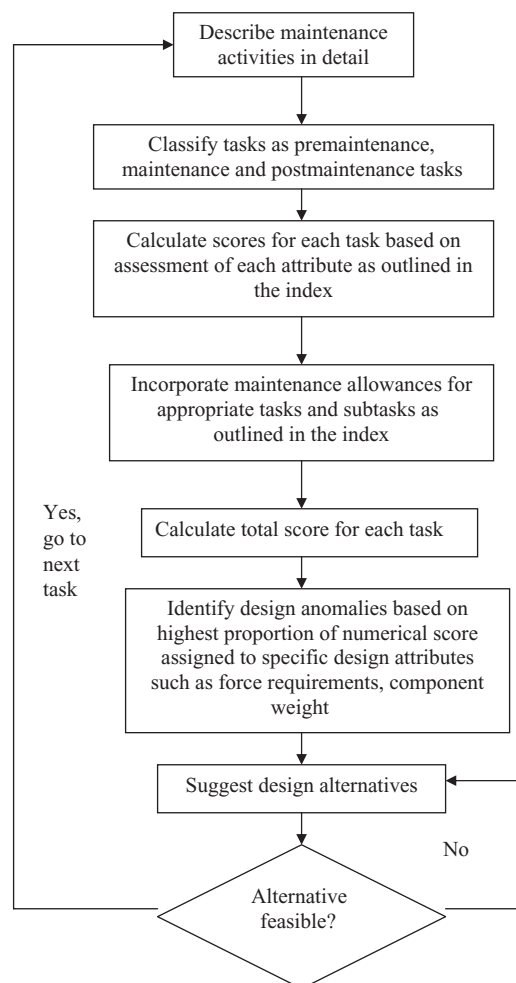 Describe maintenance
activities in detail
Classify tasks as premaintenance,
maintenance and postmaintenance tasks
Calculate scores for each task based on
assessment of each attribute as outlined in
the index
Incorporate maintenance allowances for
appropriate tasks and subtasks as
outlined in the index
Yes,
go to
next
task
Calculate total score for each task
Identify design anomalies based on
highest proportion of numerical score
assigned to specific design attributes
such as force requirements, component
weight
Suggest design alternatives
No
Alternative
feasible?